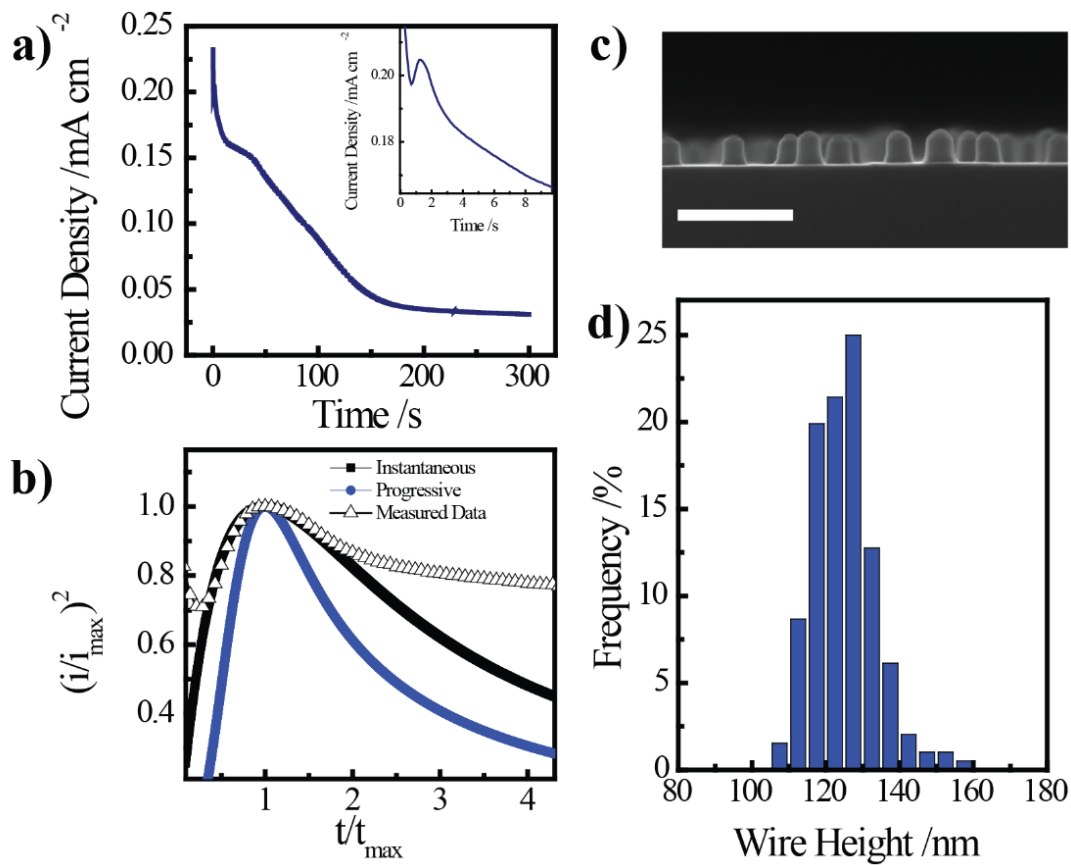 a)
Current Density /mA cm-2
0.25
0.20
0.15
0.10
0.05
0.00
0 100 200 300
Time /s
Current Density /mA cm-2
0.20
0.18
0 2 4 6 8
Time /s
b)
(i/imax)2
1.0
0.8
0.6
0.4
Instantaneous
Progressive
Measured Data
1 2 3 4
t/tmax
c)
d)
Frequency /%
25
20
15
10
5
0
80 100 120 140 160 180
Wire Height /nm